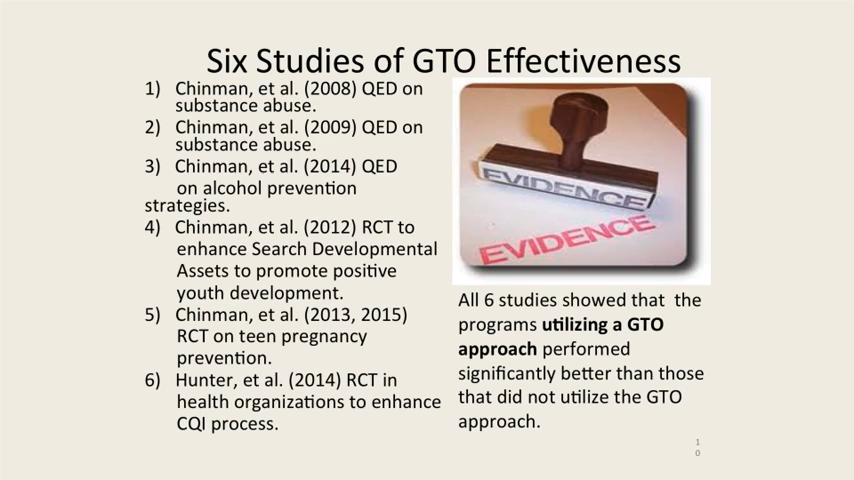 Six Studies of GTO Effectiveness
1) Chinman, et al. (2008) QED on
substance abuse.
2) Chinman, et al. (2009) QED on
substance abuse.
3) Chinman, et al. (2014) QED
on alcohol prevention
strategies.
4) Chinman, et al. (2012) RCT to
enhance Search Developmental
Assets to promote positive
youth development.
5) Chinman, et al. (2013, 2015)
RCT on teen pregnancy
prevention.
6) Hunter, et al. (2014) RCT in
health organizations to enhance
CQI process.
EVIDENCE
EVIDENCE
All 6 studies showed that the
programs utilizing a GTO
approach performed
significantly better than those
that did not utilize the GTO
approach.
1
0